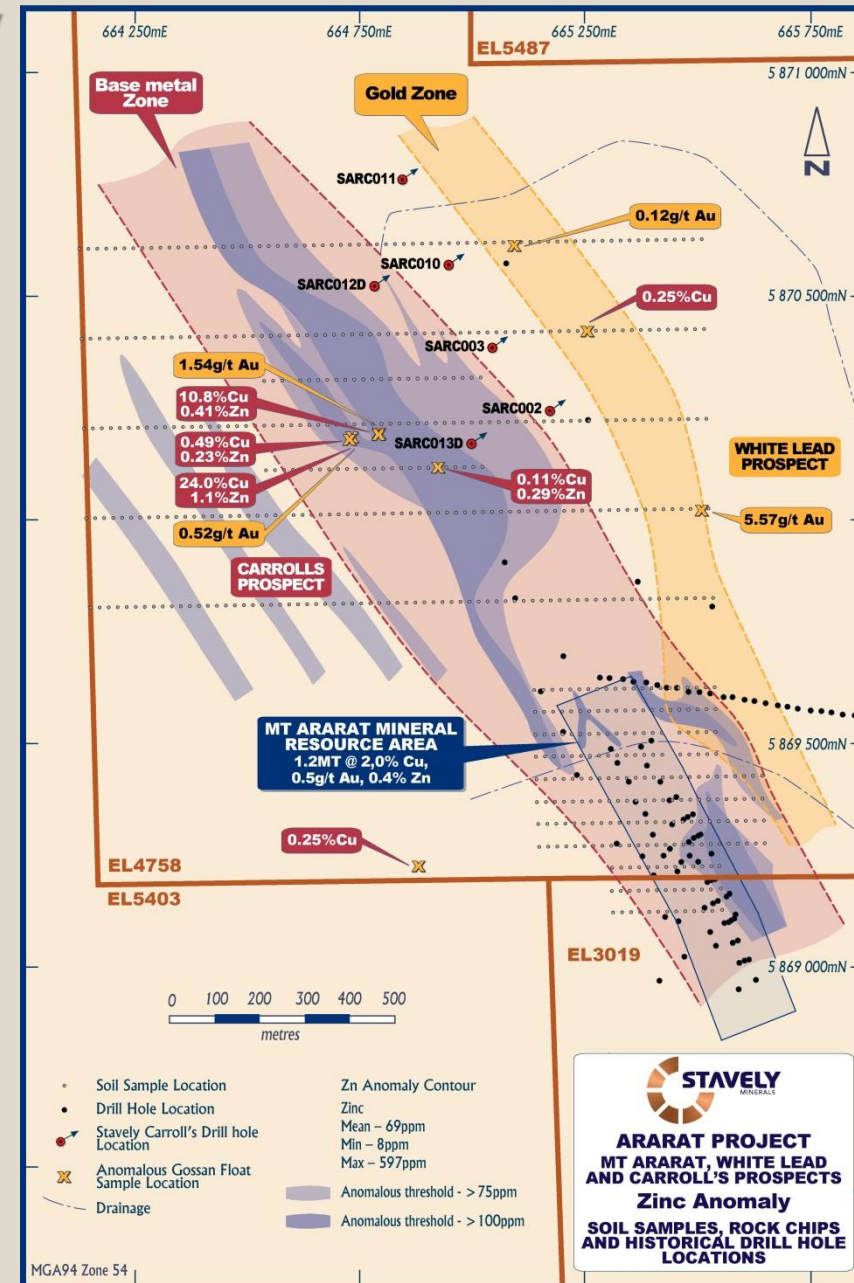 664 250mE
664 750mE
665 250mE
665 750mE
EL5487
5 871 000mN
Base metal
Zone
Gold Zone
N
SARC011
0.12g/t Au
SARC010
SARC012D
0.25%Cu
5 870 500mN
SARC003
1.54g/t Au
10.8%Cu
0.41%Zn
SARC002
0.49%Cu
0.23%Zn
SARC013D
WHITE LEAD
PROSPECT
24.0%Cu
1.1%Zn
0.11%Cu
0.29%Zn
0.52g/t Au
5.57g/t Au
CARROLLS
PROSPECT
MT ARARAT MINERAL
RESOURCE AREA
1.2MT @ 2,0% Cu,
0.5g/t Au, 0.4% Zn
5 869 500mN
0.25%Cu
EL4758
EL5403
EL3019
5 869 000mN
0 100 200 300 400 500
metres
Soil Sample Location
Drill Hole Location
Stavely Carroll's Drill hole
Location
Anomalous Gossan Float
Sample Location
Drainage
Zn Anomaly Contour
Zinc
Mean – 69ppm
Min – 8ppm
Max – 597ppm
Anomalous threshold - >75ppm
Anomalous threshold - >100ppm
STAVELY
MINERALS
ARARAT PROJECT
MT ARARAT, WHITE LEAD
AND CARROLL'S PROSPECTS
Zinc Anomaly
SOIL SAMPLES, ROCK CHIPS
AND HISTORICAL DRILL HOLE
LOCATIONS
MGA94 Zone 54